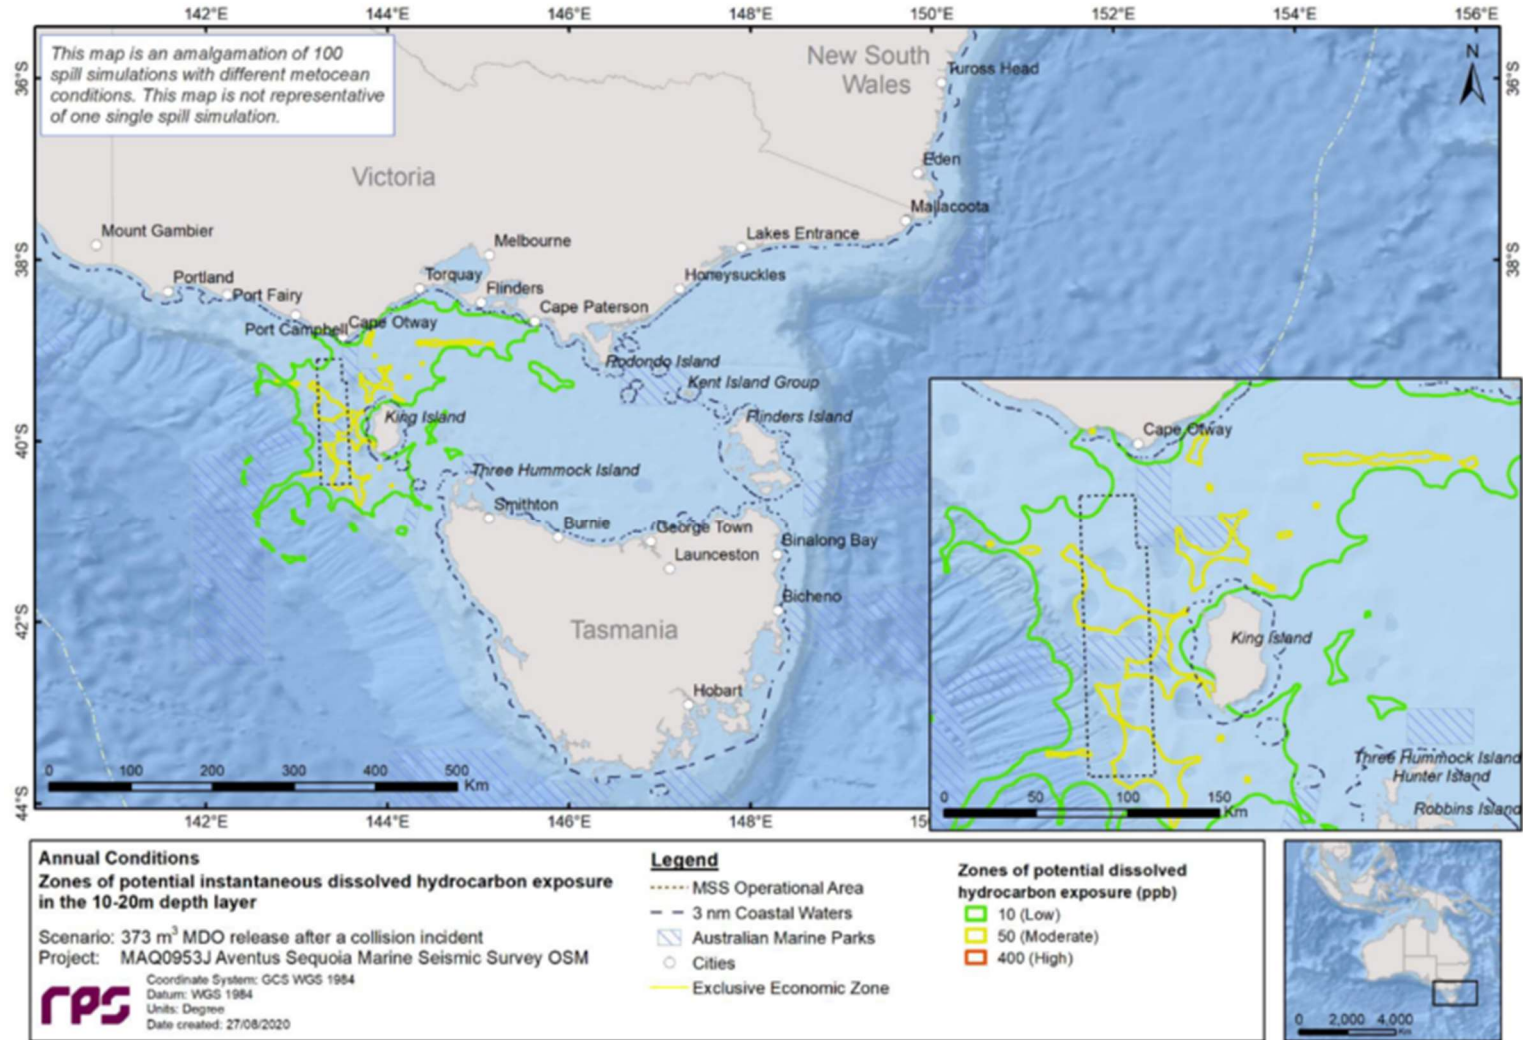 142°E 144°E 146°E 148°E 150°E 152°E 154°E 156°E
This map is an amalgamation of 100
spill simulations with different metocean
conditions. This map is not representative
of one single spill simulation.
New South
Wales
N
36°S
36°S
Tuross Head
Eden
Victoria
Mallacoota
Mount Gambier
Melbourne
Lakes Entrance
38°S
38°S
Portland
Torquay
Honeysuckles
Port Fairy
Flinders
Cape Paterson
Port Campbell
Cape Otway
Rodondo Island
Kent Island Group
King Island
Flinders Island
40°S
Three Hummock Island
Smithton
Burnie
George Town
Launceston
Binalong Bay
Bicheno
42°S
Tasmania
Hobart
0 100 200 300 400 500
Km
44°S
142°E 144°E 146°E 148°E 15
Cape Otway
King Island
Three Hummock Island
Hunter Island
Robbins Island
0 50 100 150
Km
Annual Conditions
Zones of potential instantaneous dissolved hydrocarbon exposure
in the 10-20m depth layer
Scenario: 373 m³ MDO release after a collision incident
Project: MAQ0953J Aventus Sequoia Marine Seismic Survey OSM
rps
Coordinate System: GCS WGS 1984
Datum: WGS 1984
Units: Degree
Date created: 27/08/2020
Legend
MSS Operational Area
3 nm Coastal Waters
Australian Marine Parks
Cities
Exclusive Economic Zone
Zones of potential dissolved
hydrocarbon exposure (ppb)
10 (Low)
50 (Moderate)
400 (High)
0 2,000 4,000
Km